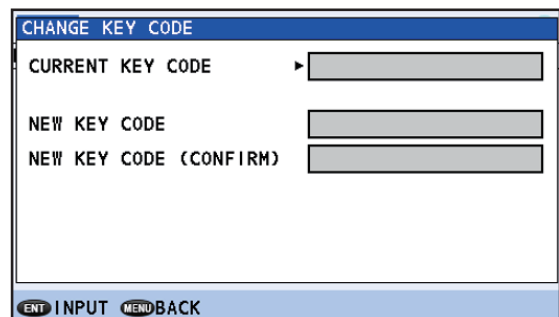 CHANGE KEY CODE
CURRENT KEY CODE ▶
NEW KEY CODE
NEW KEY CODE (CONFIRM)
ENT INPUT MENU BACK